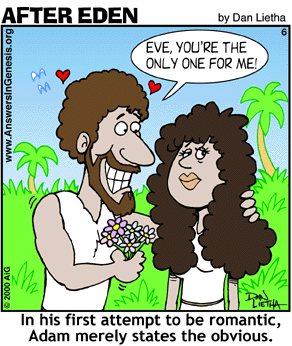 AFTER EDEN
by Dan Lietha
6
www.AnswersInGenesis.org
EVE, YOU'RE THE
ONLY ONE FOR ME!
© 2000 AiG
DAN
LIETHA
In his first attempt to be romantic,
Adam merely states the obvious.